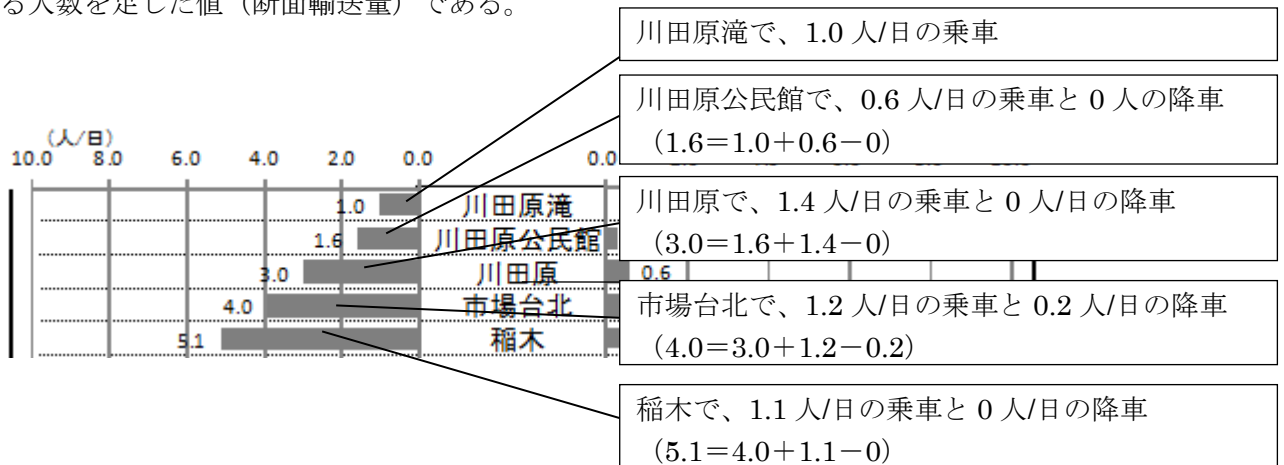 る人数を足した値（断面輸送量）である。
川田原滝で、1.0 人/日の乗車
川田原公民館で、0.6 人/日の乗車と 0 人の降車
（1.6＝1.0＋0.6－0）
（人/日）
10.0 8.0 6.0 4.0 2.0 0.0 0.0
1.0 川田原滝
川田原で、1.4 人/日の乗車と 0 人/日の降車
1.6 川田原公民館
（3.0＝1.6＋1.4－0）
3.0 川田原 0.6
4.0 市場台北
市場台北で、1.2 人/日の乗車と 0.2 人/日の降車
5.1 稲木
（4.0＝3.0＋1.2－0.2）
稲木で、1.1 人/日の乗車と 0 人/日の降車
（5.1＝4.0＋1.1－0）